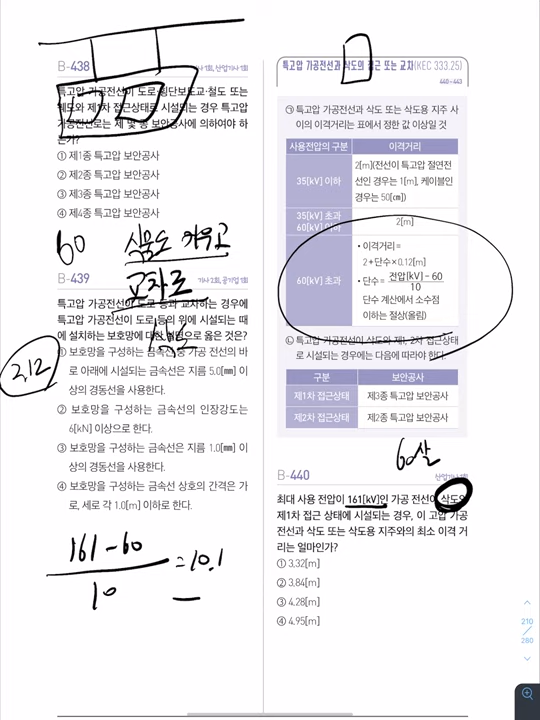 B-438
특고압 가공전선이 도로·횡단보도교·철도 또는
궤도와 제1차 접근상태로 시설되는 경우 특고압
가공전선로는 제 몇 종 보안공사에 의하여야 하
는가?
① 제1종 특고압 보안공사
② 제2종 특고압 보안공사
③ 제3종 특고압 보안공사
④ 제4종 특고압 보안공사
60
식물도 키우고
교차로
삭도
B-439
기사 2회, 공기업 1회
특고압 가공전선이 도로 등과 교차하는 경우에
특고압 가공전선이 도로 등의 위에 시설되는 때
에 설치하는 보호망에 대한 설명으로 옳은 것은?
① 보호망을 구성하는 금속선중 가공 전선의 바
로 아래에 시설되는 금속선은 지름 5.0[㎜] 이
상의 경동선을 사용한다.
② 보호망을 구성하는 금속선의 인장강도는
6[kN] 이상으로 한다.
③ 보호망을 구성하는 금속선은 지름 1.0[㎜] 이
상의 경동선을 사용한다.
④ 보호망을 구성하는 금속선 상호의 간격은 가
로, 세로 각 1.0[m] 이하로 한다.
2,12
161-60
10
=10.1
특고압 가공전선과 삭도의 접근 또는 교차(KEC 333.25)
440~443
㉠ 특고압 가공전선과 삭도 또는 삭도용 지주 사
이의 이격거리는 표에서 정한 값 이상일 것
사용전압의 구분 이격거리
35[kV] 이하
2[m](전선이 특고압 절연전
선인 경우는 1[m], 케이블인
경우는 50[㎝])
35[kV] 초과
60[kV] 이하
2[m]
60[kV] 초과
• 이격거리=
2+단수×0.12[m]
• 단수= 전압[kV]-60
10
단수 계산에서 소수점
이하는 절상(올림)
㉡ 특고압 가공전선이 삭도와 제1, 2차 접근상태
로 시설되는 경우에는 다음에 따라야 한다.
구분 보안공사
제1차 접근상태 제3종 특고압 보안공사
제2차 접근상태 제2종 특고압 보안공사
60살
B-440
최대 사용 전압이 161[kV]인 가공 전선이 삭도와
제1차 접근 상태에 시설되는 경우, 이 고압 가공
전선과 삭도 또는 삭도용 지주와의 최소 이격 거
리는 얼마인가?
① 3.32[m]
② 3.84[m]
③ 4.28[m]
④ 4.95[m]
210
280